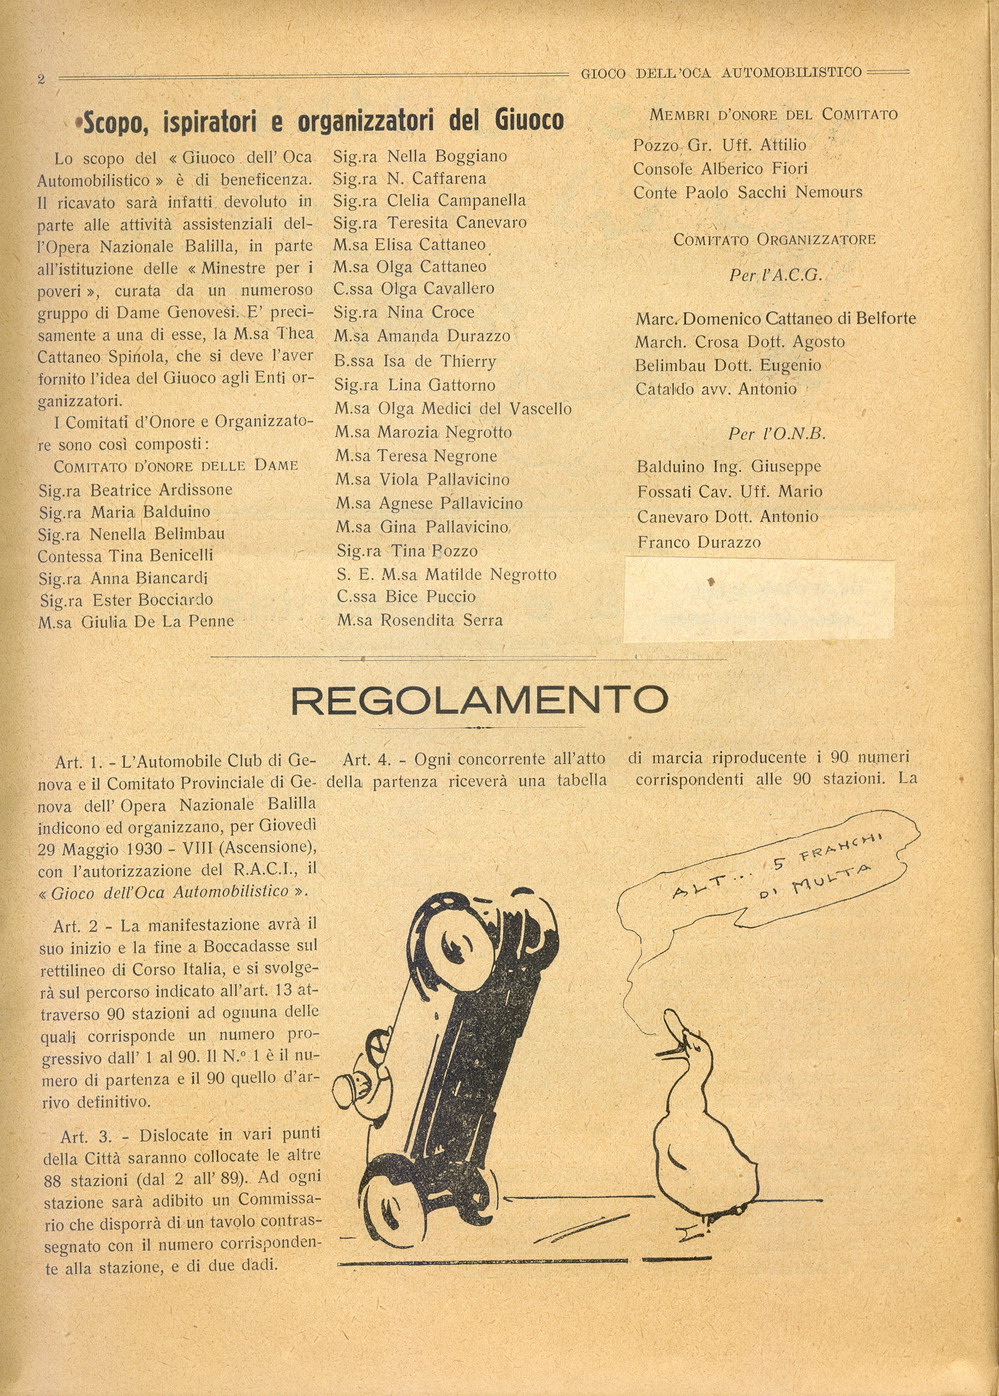 2
GIOCO DELL'OCA AUTOMOBILISTICO
Scopo, ispiratori e organizzatori del Giuoco
Lo scopo del « Giuoco dell' Oca
Automobilistico » è di beneficenza.
Il ricavato sarà infatti devoluto in
parte alle attività assistenziali del-
l'Opera Nazionale Balilla, in parte
all'istituzione delle « Minestre per i
poveri », curata da un numeroso
gruppo di Dame Genovesi. E' preci-
samente a una di esse, la M.sa Thea
Cattaneo Spinola, che si deve l'aver
fornito l'idea del Giuoco agli Enti or-
ganizzatori.
I Comitati d'Onore e Organizzato-
re sono così composti :
COMITATO D'ONORE DELLE DAME
Sig.ra Beatrice Ardissone
Sig.ra Maria Balduino
Sig.ra Nenella Belimbau
Contessa Tina Benicelli
Sig.ra Anna Biancardi
Sig.ra Ester Bocciardo
M.sa Giulia De La Penne
Sig.ra Nella Boggiano
Sig.ra N. Caffarena
Sig.ra Clelia Campanella
Sig.ra Teresita Canevaro
M.sa Elisa Cattaneo
M.sa Olga Cattaneo
C.ssa Olga Cavallero
Sig.ra Nina Croce
M.sa Amanda Durazzo
B.ssa Isa de Thierry
Sig.ra Lina Gattorno
M.sa Olga Medici del Vascello
M.sa Marozia Negrotto
M.sa Teresa Negrone
M.sa Viola Pallavicino
M.sa Agnese Pallavicino
M.sa Gina Pallavicino
Sig.ra Tina Pozzo
S. E. M.sa Matilde Negrotto
C.ssa Bice Puccio
M.sa Rosendita Serra
MEMBRI D'ONORE DEL COMITATO
Pozzo Gr. Uff. Attilio
Console Alberico Fiori
Conte Paolo Sacchi Nemours
COMITATO ORGANIZZATORE
Per l'A.C.G.
Marc. Domenico Cattaneo di Belforte
March. Crosa Dott. Agosto
Belimbau Dott. Eugenio
Cataldo avv. Antonio
Per l'O.N.B.
Balduino Ing. Giuseppe
Fossati Cav. Uff. Mario
Canevaro Dott. Antonio
Franco Durazzo
REGOLAMENTO
Art. 1. - L'Automobile Club di Ge-
nova e il Comitato Provinciale di Ge-
nova dell' Opera Nazionale Balilla
indicono ed organizzano, per Giovedì
29 Maggio 1930 - VIII (Ascensione),
con l'autorizzazione del R.A.C.I., il
« Gioco dell'Oca Automobilistico ».
Art. 2 - La manifestazione avrà il
suo inizio e la fine a Boccadasse sul
rettilineo di Corso Italia, e si svolge-
rà sul percorso indicato all'art. 13 at-
traverso 90 stazioni ad ognuna delle
quali corrisponde un numero pro-
gressivo dall' 1 al 90. Il N.° 1 è il nu-
mero di partenza e il 90 quello d'ar-
rivo definitivo.
Art. 3. - Dislocate in vari punti
della Città saranno collocate le altre
88 stazioni (dal 2 all' 89). Ad ogni
stazione sarà adibito un Commissa-
rio che disporrà di un tavolo contras-
segnato con il numero corrisponden-
te alla stazione, e di due dadi.
Art. 4. - Ogni concorrente all'atto
della partenza riceverà una tabella
di marcia riproducente i 90 numeri
corrispondenti alle 90 stazioni. La
ALT... 5 FRANCHI
DI MULTA